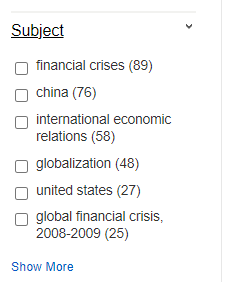 Subject
financial crises (89)
china (76)
international economic
relations (58)
globalization (48)
united states (27)
global financial crisis,
2008-2009 (25)
Show More